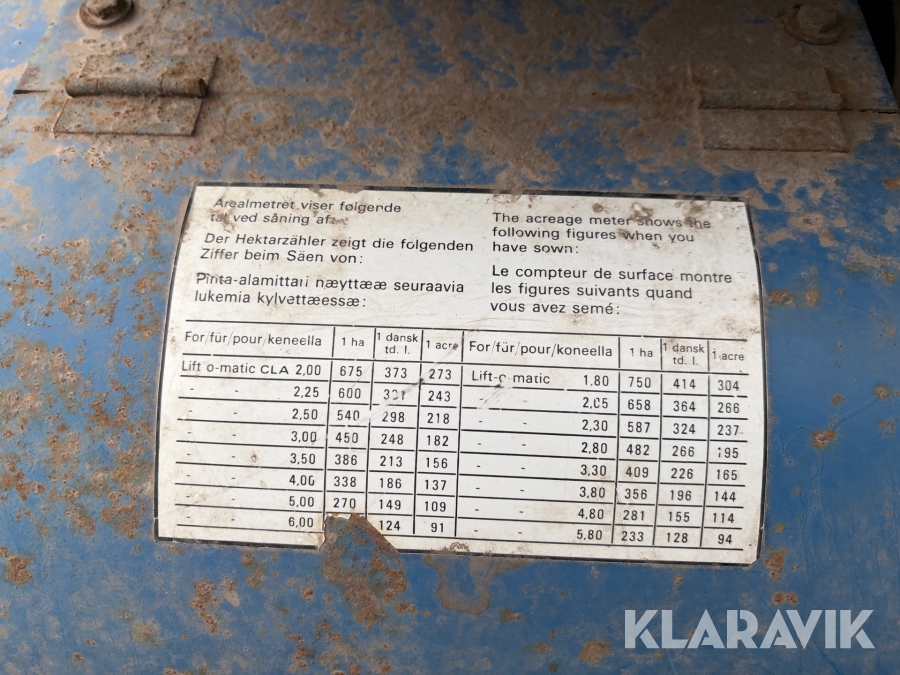 Arealmetret viser følgende
tal ved såning af:
Der Hektarzähler zeigt die folgenden
Ziffer beim Säen von:
Pinta-alamittari næyttææ seuraavia
lukemia kylvettæessæ:
The acreage meter shows the
following figures when you
have sown:
Le compteur de surface montre
les figures suivants quand
vous avez semé:
For/für/pour/keneella 1 ha 1 dansk td. l. 1 acre
Lift-o-matic CLA 2,00 675 373 273
- - 2,25 600 331 243
- - 2,50 540 298 218
- - 3,00 450 248 182
- - 3,50 386 213 156
- - 4,00 338 186 137
- - 5,00 270 149 109
- - 6,00 124 91
For/für/pour/koneella 1 ha 1 dansk td. l. 1 acre
Lift-o-matic 1.80 750 414 304
- - 2,05 658 364 266
- - 2,30 587 324 237
- - 2,80 482 266 195
- - 3,30 409 226 165
- - 3,80 356 196 144
- - 4,80 281 155 114
- - 5,80 233 128 94
KLARAVIK